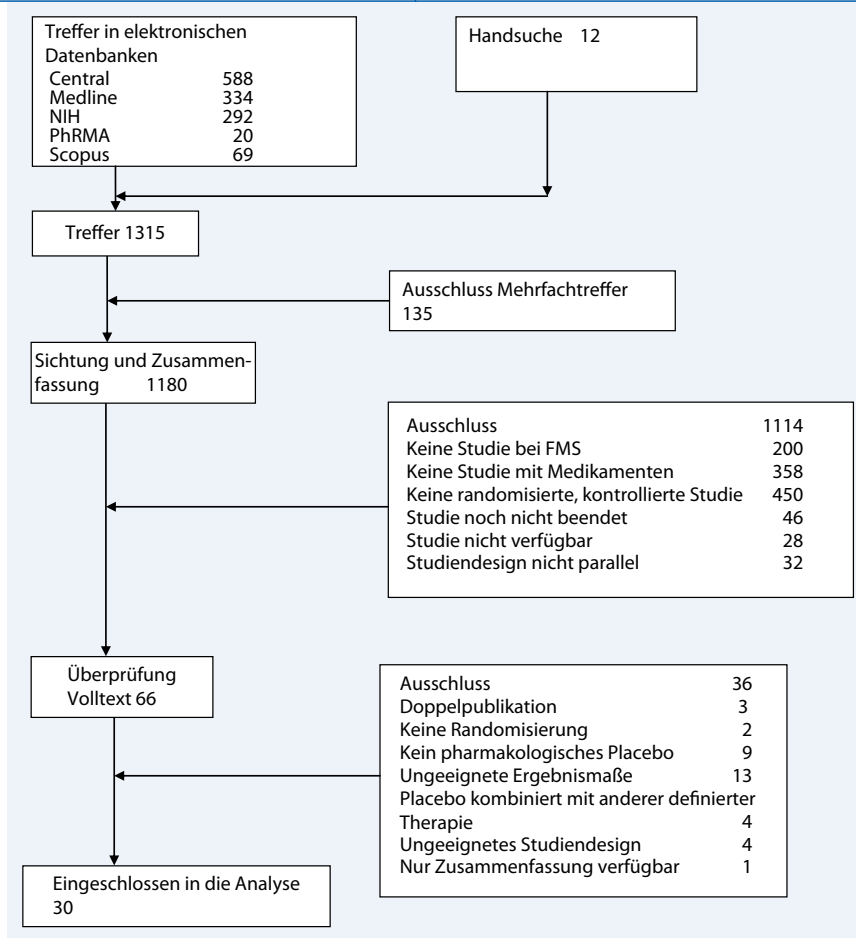 Treffer in elektronischen
Datenbanken
Central 588
Medline 334
NIH 292
PhRMA 20
Scopus 69
Handsuche 12
Treffer 1315
Ausschluss Mehrfachtreffer
135
Sichtung und Zusammen-
fassung 1180
Ausschluss 1114
Keine Studie bei FMS 200
Keine Studie mit Medikamenten 358
Keine randomisierte, kontrollierte Studie 450
Studie noch nicht beendet 46
Studie nicht verfügbar 28
Studiendesign nicht parallel 32
Überprüfung
Volltext 66
Ausschluss 36
Doppelpublikation 3
Keine Randomisierung 2
Kein pharmakologisches Placebo 9
Ungeeignete Ergebnismaße 13
Placebo kombiniert mit anderer definierter
Therapie 4
Ungeeignetes Studiendesign 4
Nur Zusammenfassung verfügbar 1
Eingeschlossen in die Analyse
30